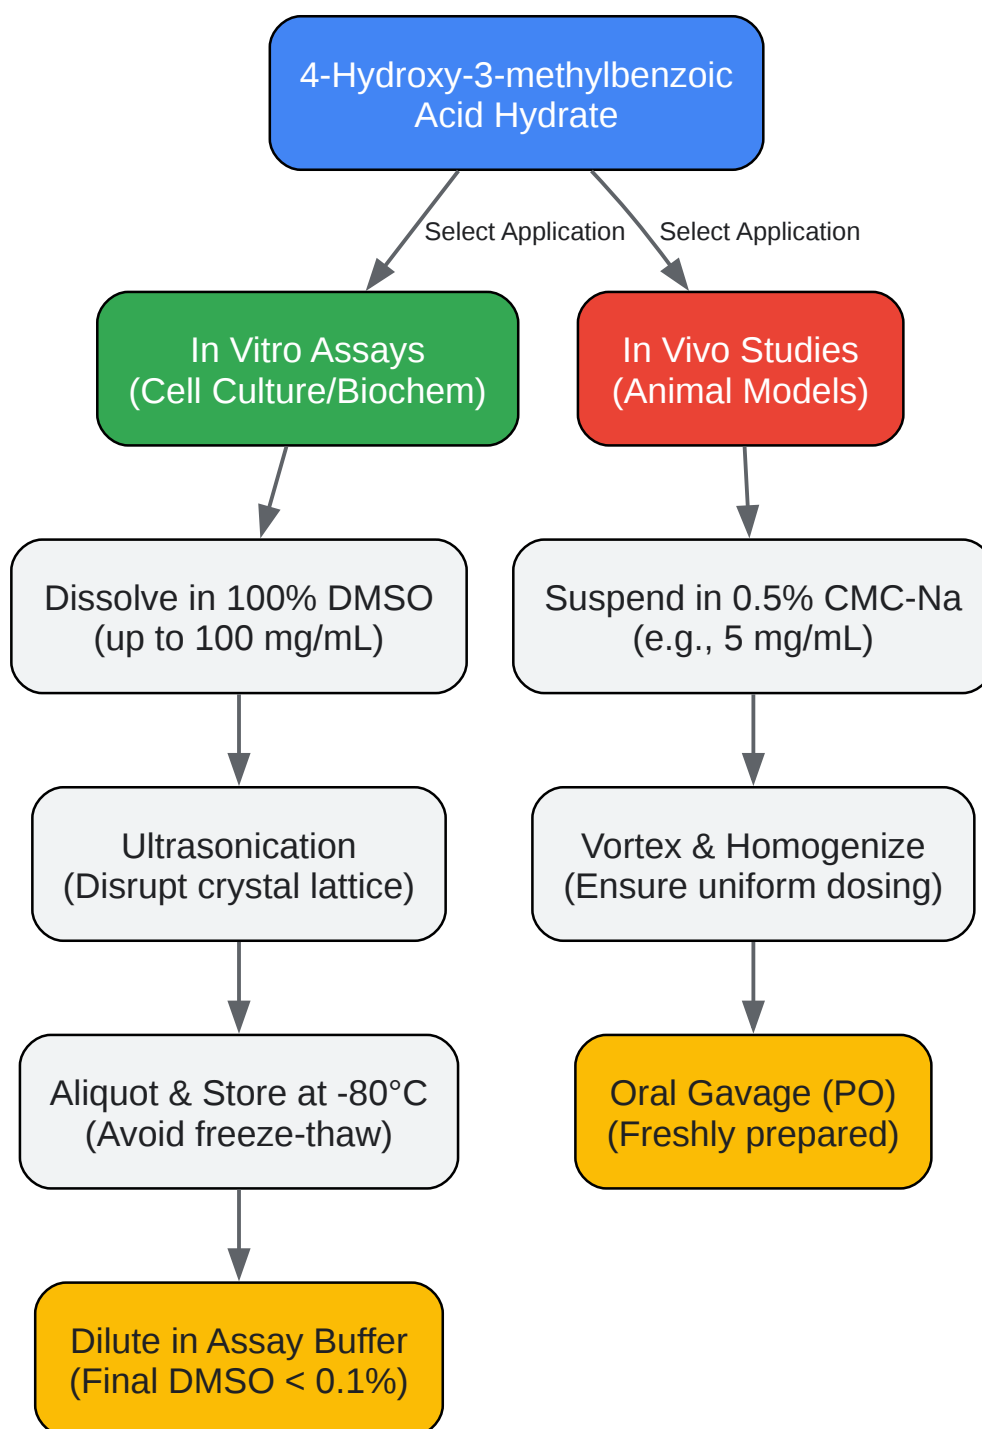 4-Hydroxy-3-methylbenzoic
Acid Hydrate
Select Application
Select Application
In Vitro Assays
(Cell Culture/Biochem)
In Vivo Studies
(Animal Models)
Dissolve in 100% DMSO
(up to 100 mg/mL)
Suspend in 0.5% CMC-Na
(e.g., 5 mg/mL)
Ultrasonication
(Disrupt crystal lattice)
Vortex & Homogenize
(Ensure uniform dosing)
Aliquot & Store at -80°C
(Avoid freeze-thaw)
Oral Gavage (PO)
(Freshly prepared)
Dilute in Assay Buffer
(Final DMSO < 0.1%)